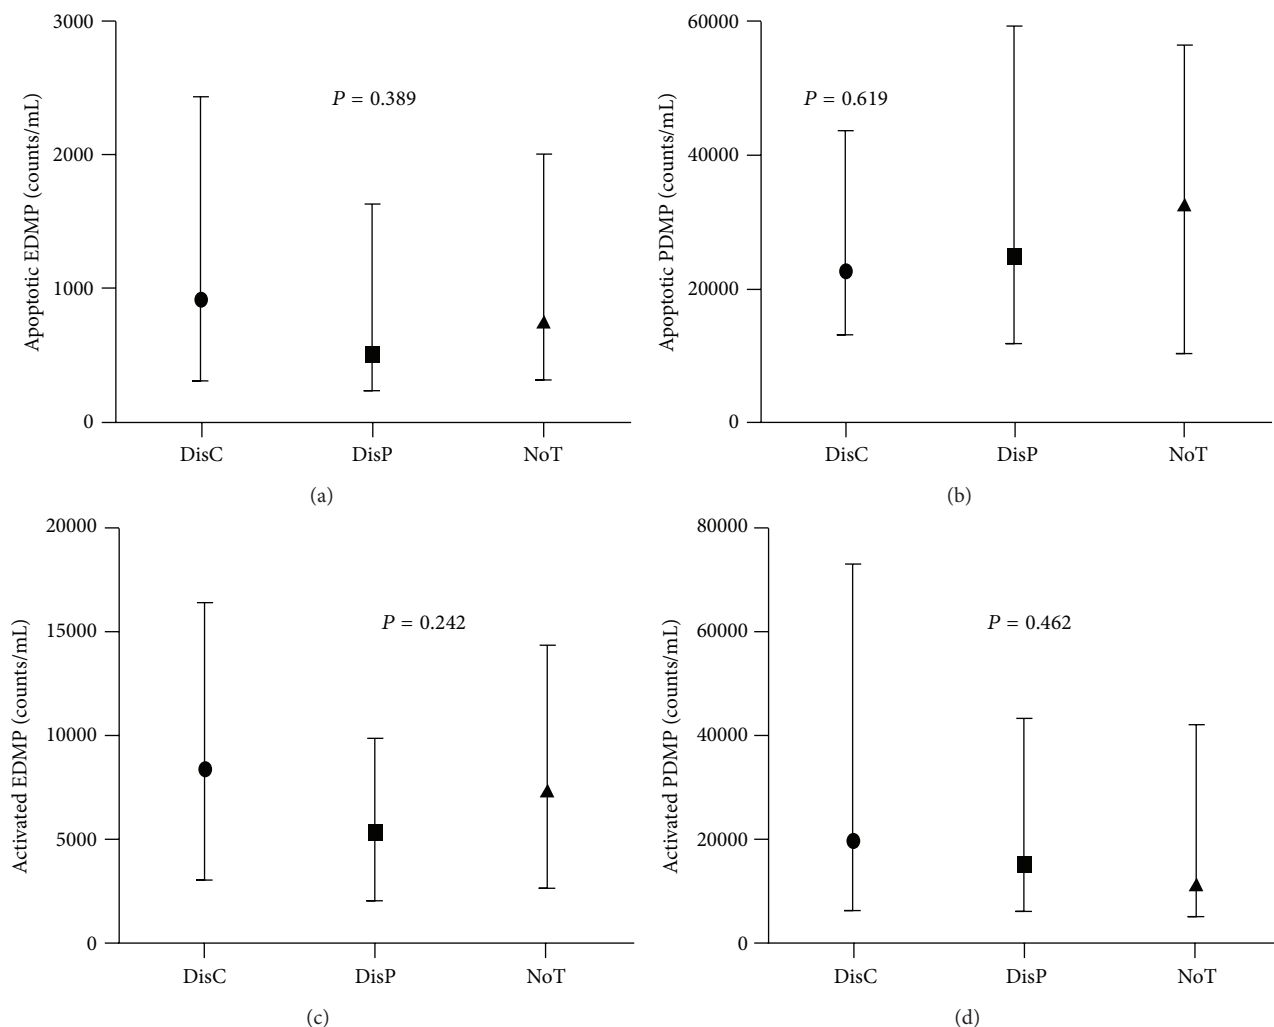 3000
2000
1000
0
Apoptotic EDMP (counts/mL)
P = 0.389
DisC DisP NoT
(a)
60000
40000
20000
0
Apoptotic PDMP (counts/mL)
P = 0.619
DisC DisP NoT
(b)
20000
15000
10000
5000
0
Activated EDMP (counts/mL)
P = 0.242
DisC DisP NoT
(c)
80000
60000
40000
20000
0
Activated PDMP (counts/mL)
P = 0.462
DisC DisP NoT
(d)